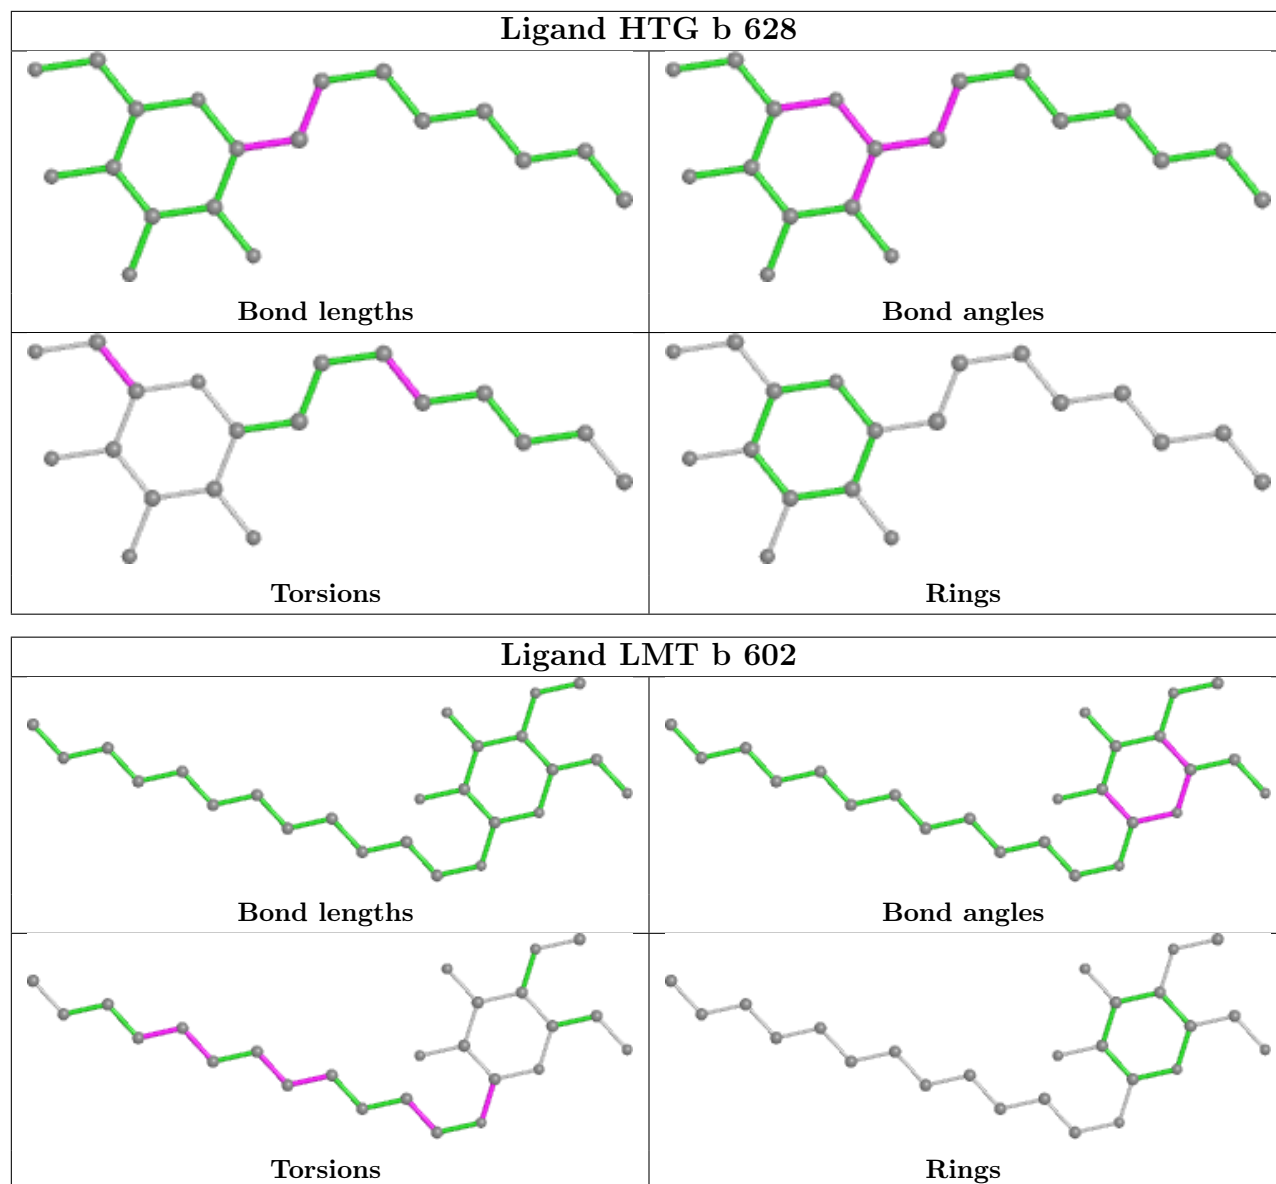 Ligand HTG b 628
Bond lengths
Bond angles
Torsions
Rings
Ligand LMT b 602
Bond lengths
Bond angles
Torsions
Rings